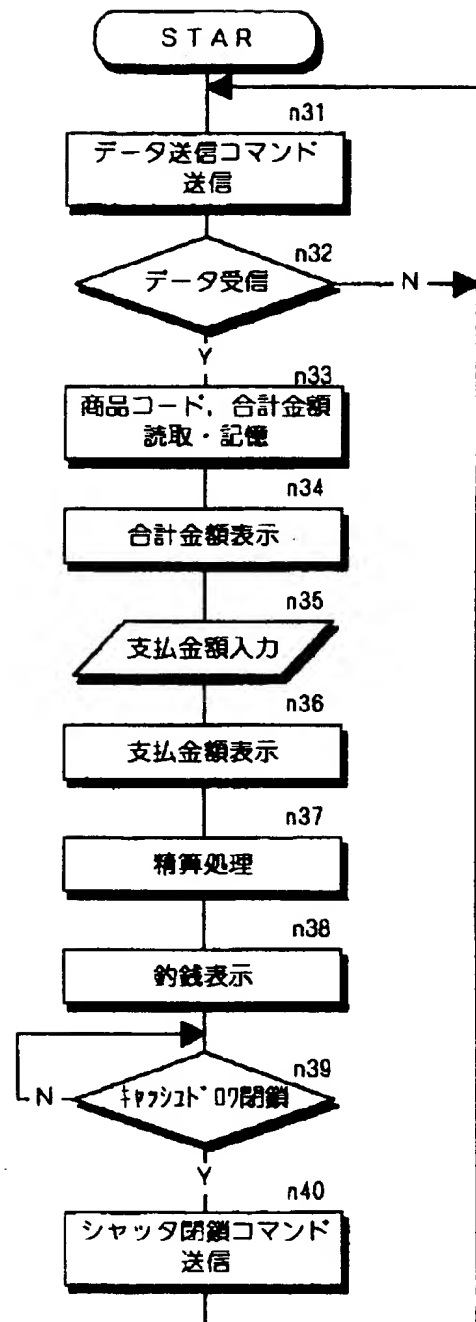 STAR
n31
データ送信コマンド
送信
n32
データ受信
N
Y
n33
商品コード，合計金額
読取・記憶
n34
合計金額表示
n35
支払金額入力
n36
支払金額表示
n37
精算処理
n38
釣銭表示
n39
キャッシュドロワ閉鎖
N
Y
n40
シャッタ閉鎖コマンド
送信